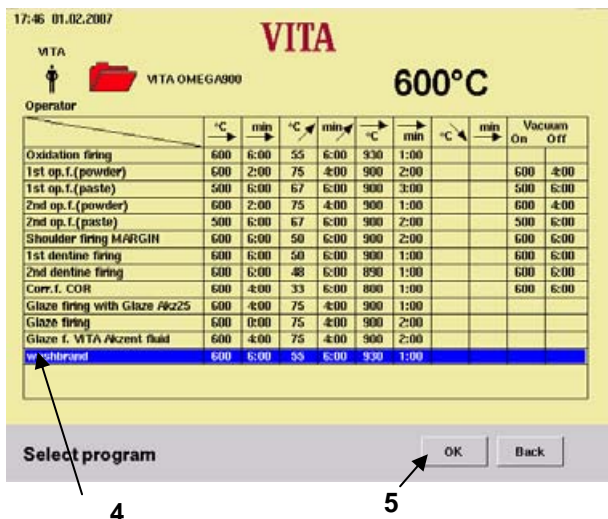 17:46 01.02.2007
VITA
VITA
VITA OMEGA900
600°C
Operator
°C min °C min °C min °C min Vacuum
On Off
Oxidation firing 600 6:00 55 6:00 930 1:00
1st op.f.(powder) 600 2:00 75 4:00 900 2:00 600 4:00
1st op.f.(paste) 500 6:00 67 6:00 900 3:00 500 6:00
2nd op.f.(powder) 600 2:00 75 4:00 900 1:00 600 4:00
2nd op.f.(paste) 500 6:00 67 6:00 900 2:00 500 6:00
Shoulder firing MARGIN 600 6:00 50 6:00 900 2:00 600 6:00
1st dentine firing 600 6:00 50 6:00 900 1:00 600 6:00
2nd dentine firing 600 6:00 48 6:00 890 1:00 600 6:00
Corr.f. COR 600 4:00 33 6:00 800 1:00 600 6:00
Glaze firing with Glaze Akz25 600 4:00 75 4:00 900 1:00
Glaze firing 600 0:00 75 4:00 900 2:00
Glaze f. VITA Akzent fluid 600 4:00 75 4:00 900 2:00
washbrand 600 6:00 55 6:00 930 1:00
Select program
OK
Back
4
5